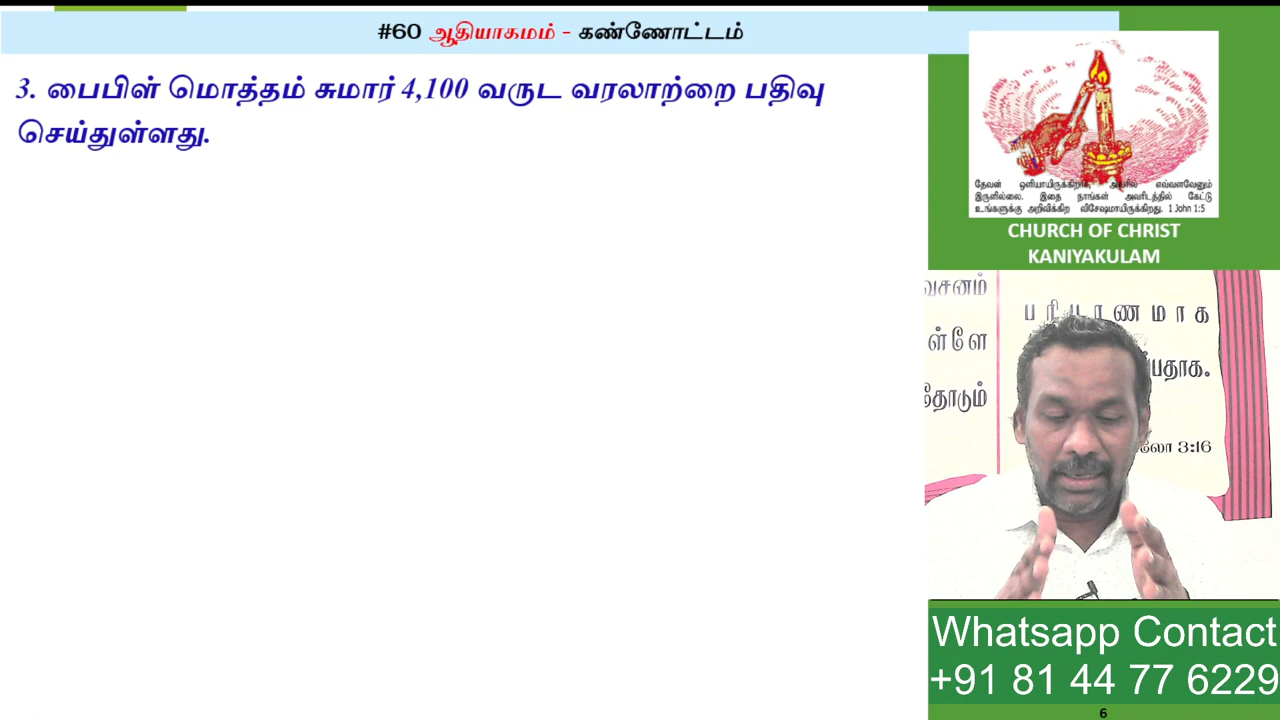 #60 ஆதியாகமம் - கண்ணோட்டம்
3. பைபிள் மொத்தம் சுமார் 4,100 வருட வரலாற்றை பதிவு
செய்துள்ளது.
தேவன் ஒளியாயிருக்கிறார், அவரில் எவ்வளவேனும்
இருளில்லை. இதை நாங்கள் அவரிடத்தில் கேட்டு
உங்களுக்கு அறிவிக்கிற விசேஷமாயிருக்கிறது. 1 John 1:5
CHURCH OF CHRIST
KANIYAKULAM
வசனம்
பரிபூரணமாக
தோடும்
3:16
Whatsapp Contact
+91 81 44 77 6229
6